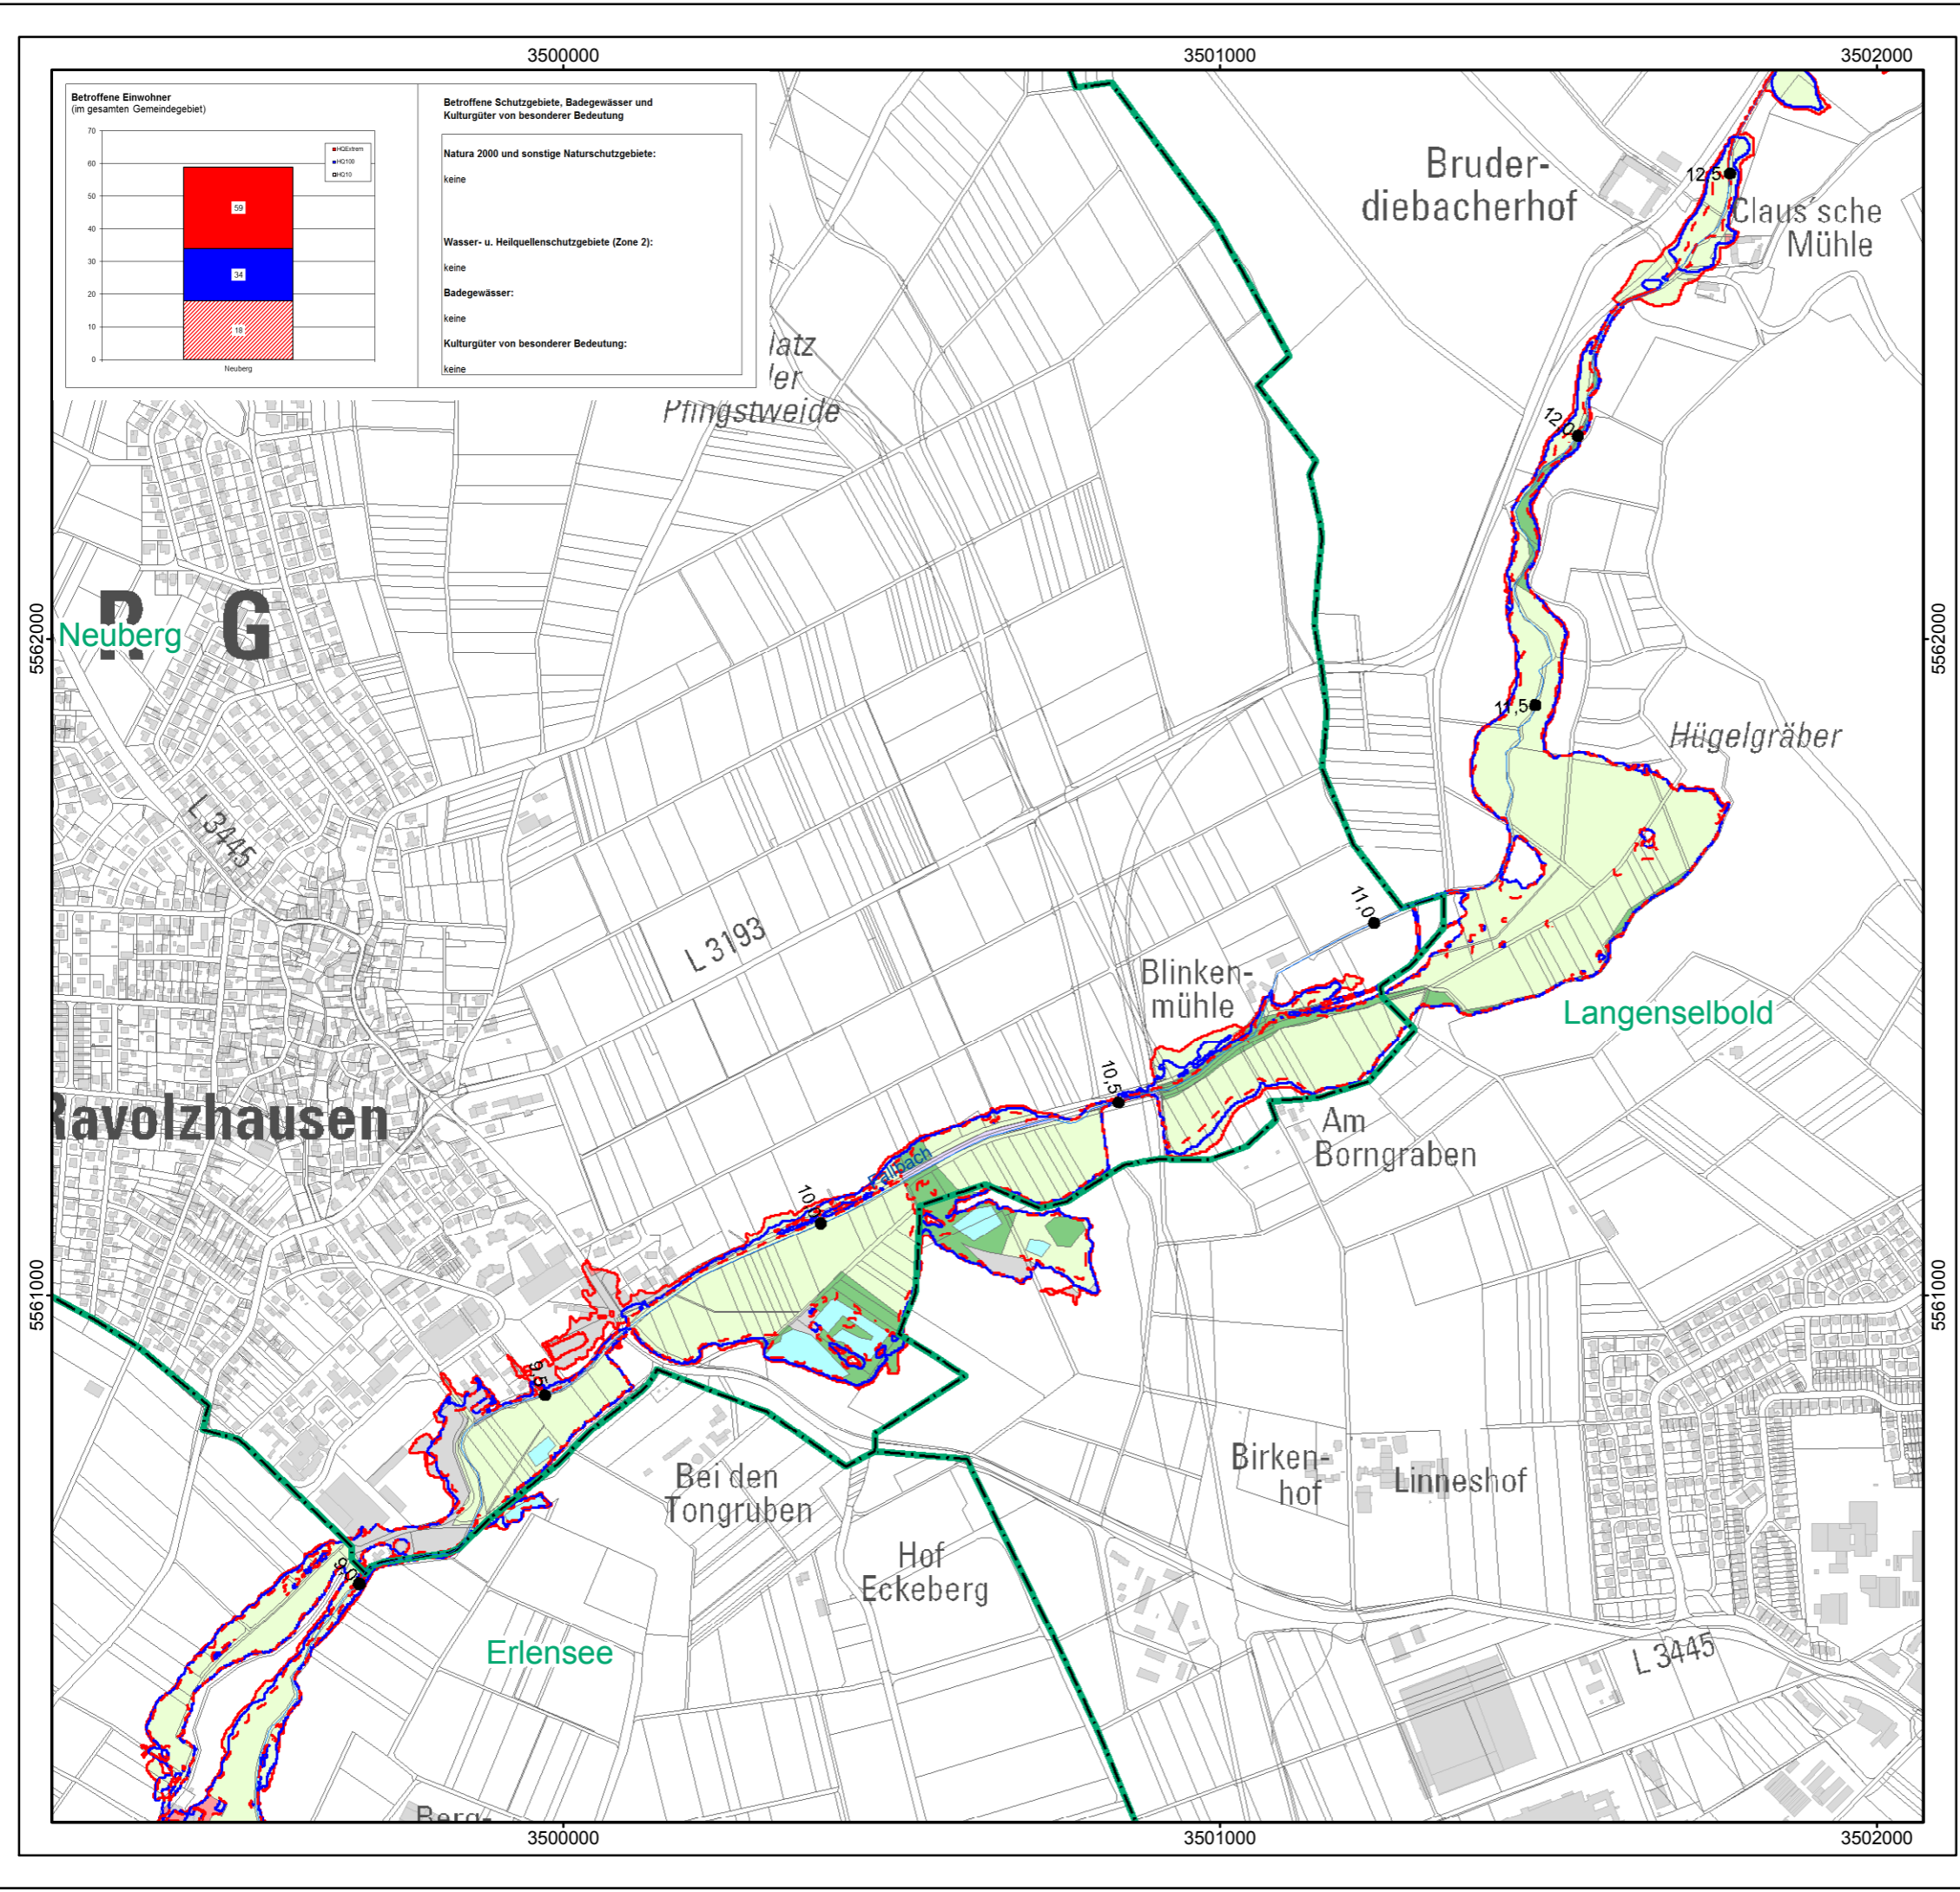 3500000
3501000
3502000
Betroffene Einwohner
(im gesamten Gemeindegebiet)
70
60
50
40
30
20
10
0
HQExtrem
HQ100
HQ10
59
34
18
Neuberg
Betroffene Schutzgebiete, Badegewässer und
Kulturgüter von besonderer Bedeutung
Natura 2000 und sonstige Naturschutzgebiete:
keine
Wasser- u. Heilquellenschutzgebiete (Zone 2):
keine
Badegewässer:
keine
Kulturgüter von besonderer Bedeutung:
keine
Bruder-
diebacherhof
12,5
Claus'sche
Mühle
latz
Pfingstweide
12,0
5562000
5562000
R G
Neuberg
11,5
Hügelgräber
L 3445
11,0
L 3193
Blinken-
mühle
Langenselbold
10,5
Ravolzhausen
Am
Borngraben
5561000
5561000
9,5
Bei den
Tongruben
Birken-
hof
Linneshof
Hof
Eckeberg
9,0
Erlensee
L 3445
Berg-
3500000
3501000
3502000